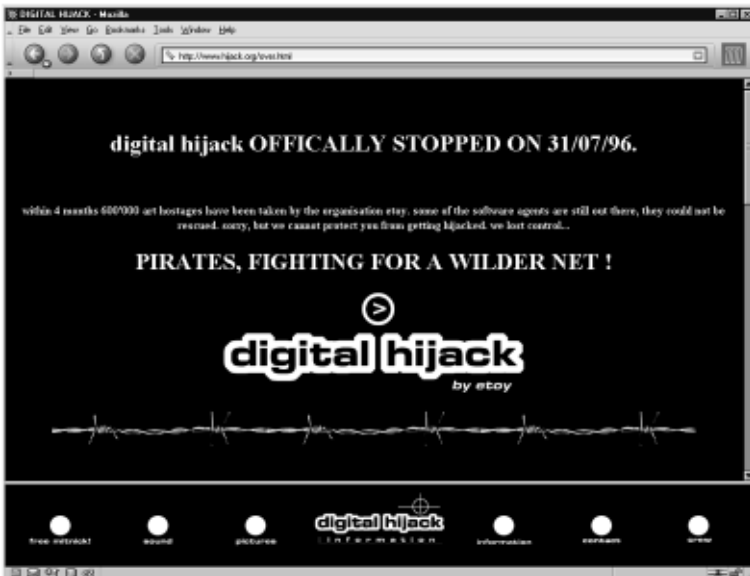 DIGITAL HIJACK - Mozilla
File Edit View Go Bookmarks Tools Window Help
http://www.hijack.org/over.html
digital hijack OFFICALLY STOPPED ON 31/07/96.
within 4 months 600'000 art hostages have been taken by the organisation etoy. some of the software agents are still out there, they could not be
rescued. sorry, but we cannot protect you from getting hijacked. we lost control...
PIRATES, FIGHTING FOR A WILDER NET !
>
digital hijack
by etoy
digital hijack
free mitnick! sound pictures information information contact crew